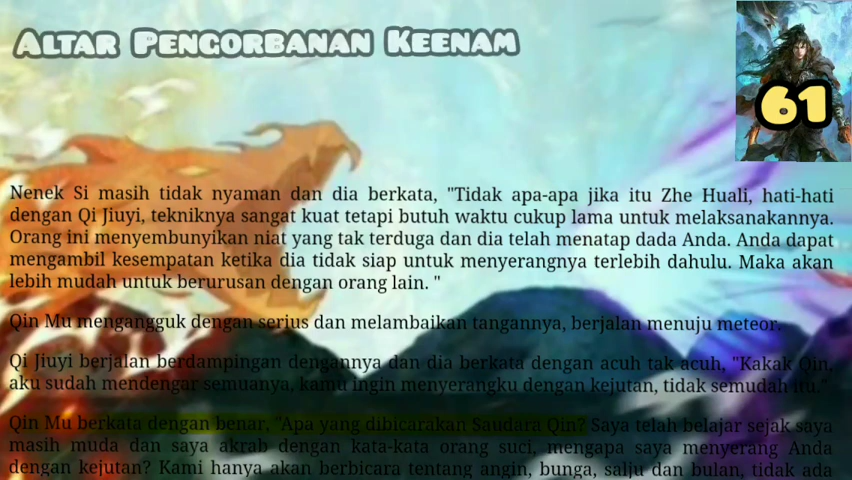 Altar Pengorbanan Keenam
61
Nenek Si masih tidak nyaman dan dia berkata, "Tidak apa-apa jika itu Zhe Huali, hati-hati
dengan Qi Jiuyi, tekniknya sangat kuat tetapi butuh waktu cukup lama untuk melaksanakannya.
Orang ini menyembunyikan niat yang tak terduga dan dia telah menatap dada Anda. Anda dapat
mengambil kesempatan ketika dia tidak siap untuk menyerangnya terlebih dahulu. Maka akan
lebih mudah untuk berurusan dengan orang lain. "
Qin Mu mengangguk dengan serius dan melambaikan tangannya, berjalan menuju meteor.
Qi Jiuyi berjalan berdampingan dengannya dan dia berkata dengan acuh tak acuh, "Kakak Qin,
aku sudah mendengar semuanya, kamu ingin menyerangku dengan kejutan, tidak semudah itu."
Qin Mu berkata dengan benar, "Apa yang dibicarakan Saudara Qin? Saya telah belajar sejak saya
masih muda dan saya akrab dengan kata-kata orang suci, mengapa saya menyerang Anda
dengan kejutan? Kami hanya akan berbicara tentang angin, bunga, salju dan bulan, tidak ada